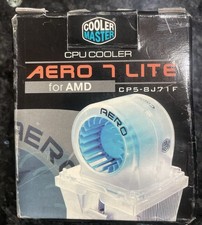 COOLER
MASTER
CPU COOLER
AERO 7 LITE
for AMD
CP5-8J71F
AERO